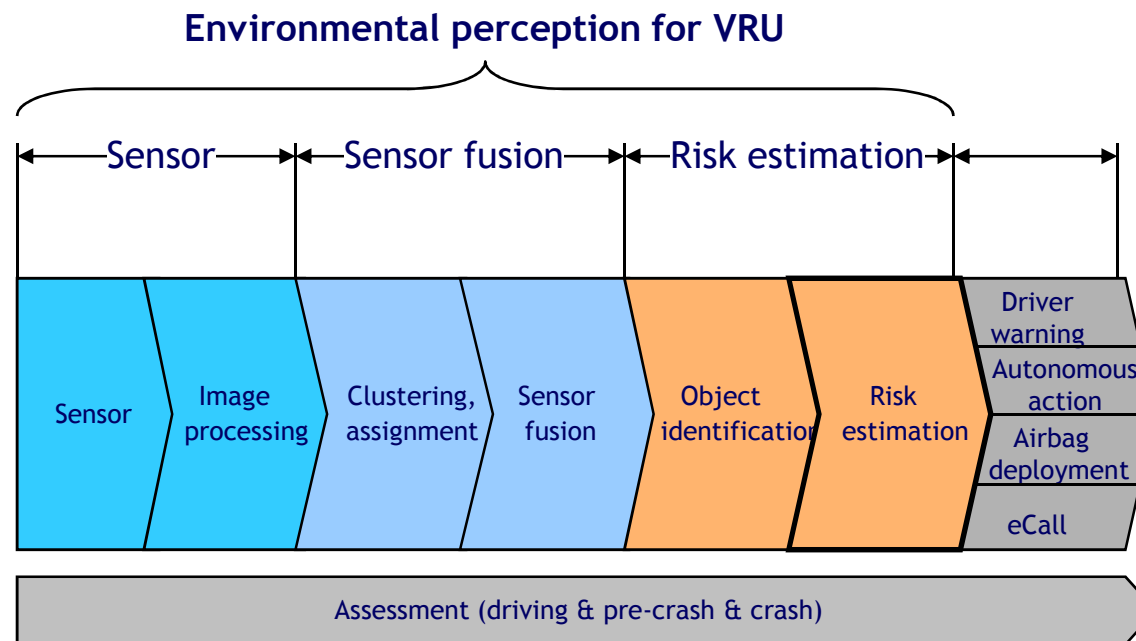 Environmental perception for VRU
Sensor
Sensor fusion
Risk estimation
Sensor
Image
processing
Clustering,
assignment
Sensor
fusion
Object
identification
Risk
estimation
Driver
warning
Autonomous
action
Airbag
deployment
eCall
Assessment (driving & pre-crash & crash)